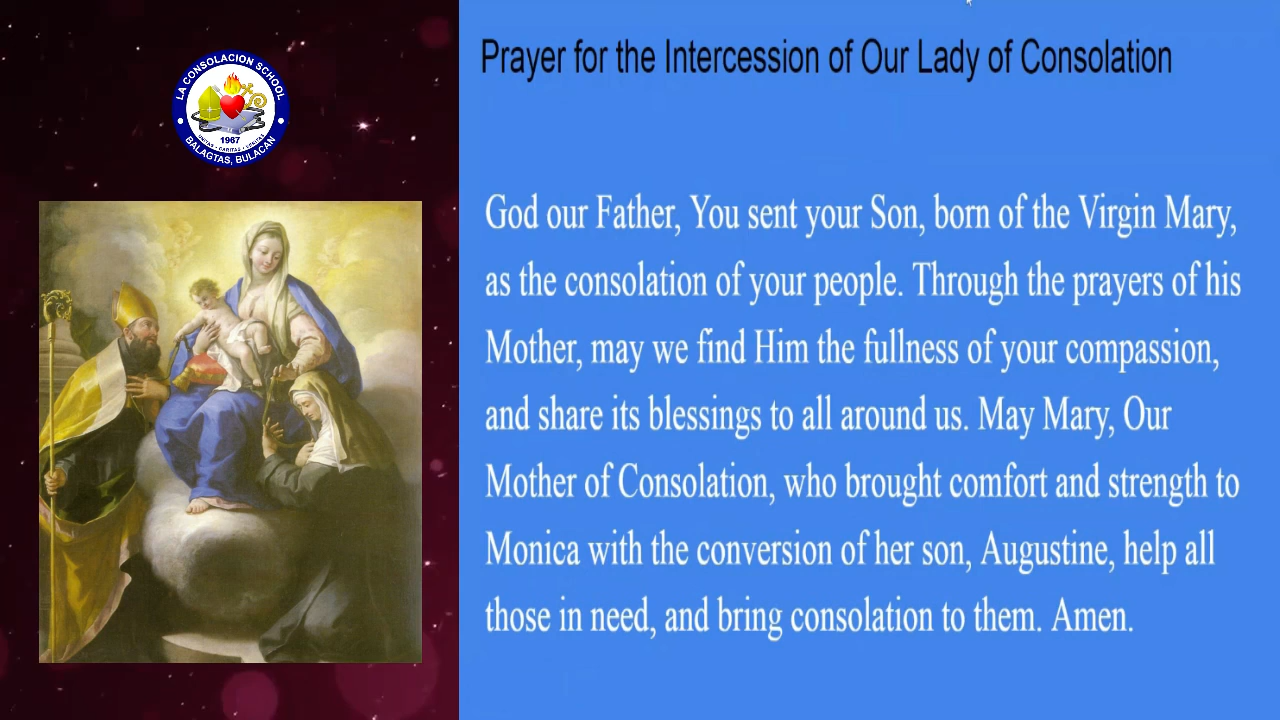 LA CONSOLACION SCHOOL
1967
BALAGTAS, BULACAN
Prayer for the Intercession of Our Lady of Consolation
God our Father, You sent your Son, born of the Virgin Mary,
as the consolation of your people. Through the prayers of his
Mother, may we find Him the fullness of your compassion,
and share its blessings to all around us. May Mary, Our
Mother of Consolation, who brought comfort and strength to
Monica with the conversion of her son, Augustine, help all
those in need, and bring consolation to them. Amen.